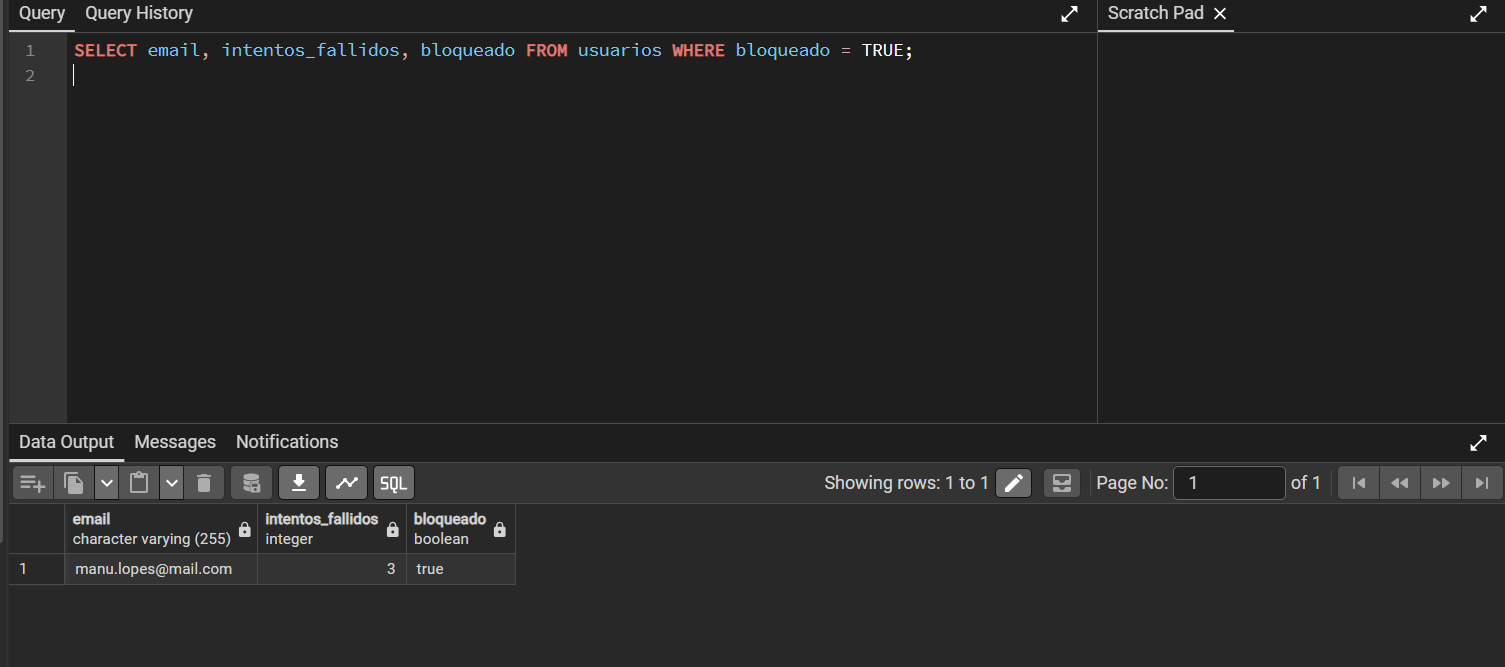 Query Query History
Scratch Pad
1 SELECT email, intentos_fallidos, bloqueado FROM usuarios WHERE bloqueado = TRUE;
2
Data Output Messages Notifications
SQL Showing rows: 1 to 1 Page No: 1 of 1
email intentos_fallidos bloqueado
character varying (255) integer boolean
1 manu.lopes@mail.com 3 true